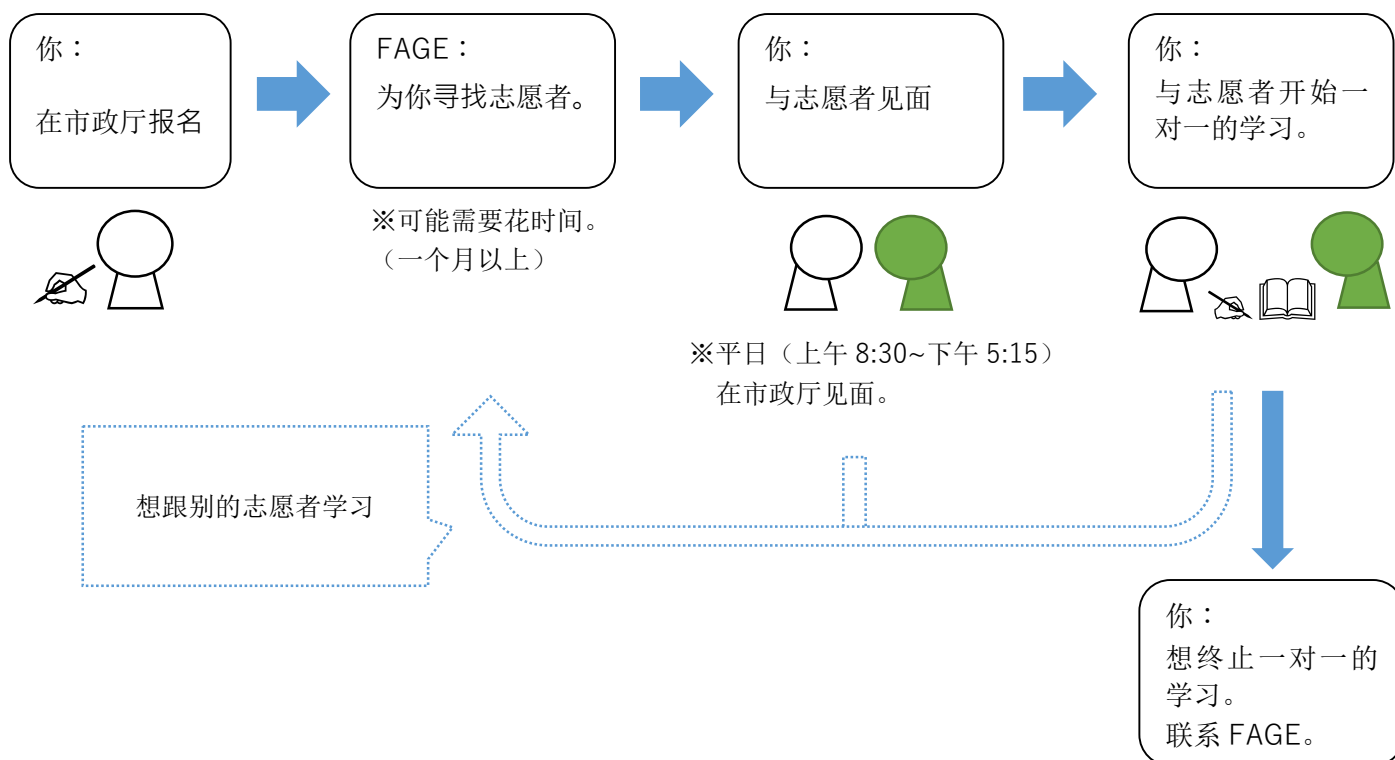 你：
在市政厅报名
FAGE：
为你寻找志愿者。
※可能需要花时间。
（一个月以上）
你：
与志愿者见面
※平日（上午 8:30~下午 5:15）
在市政厅见面。
你：
与志愿者开始一
对一的学习。
想跟别的志愿者学习
你：
想终止一对一的
学习。
联系 FAGE。